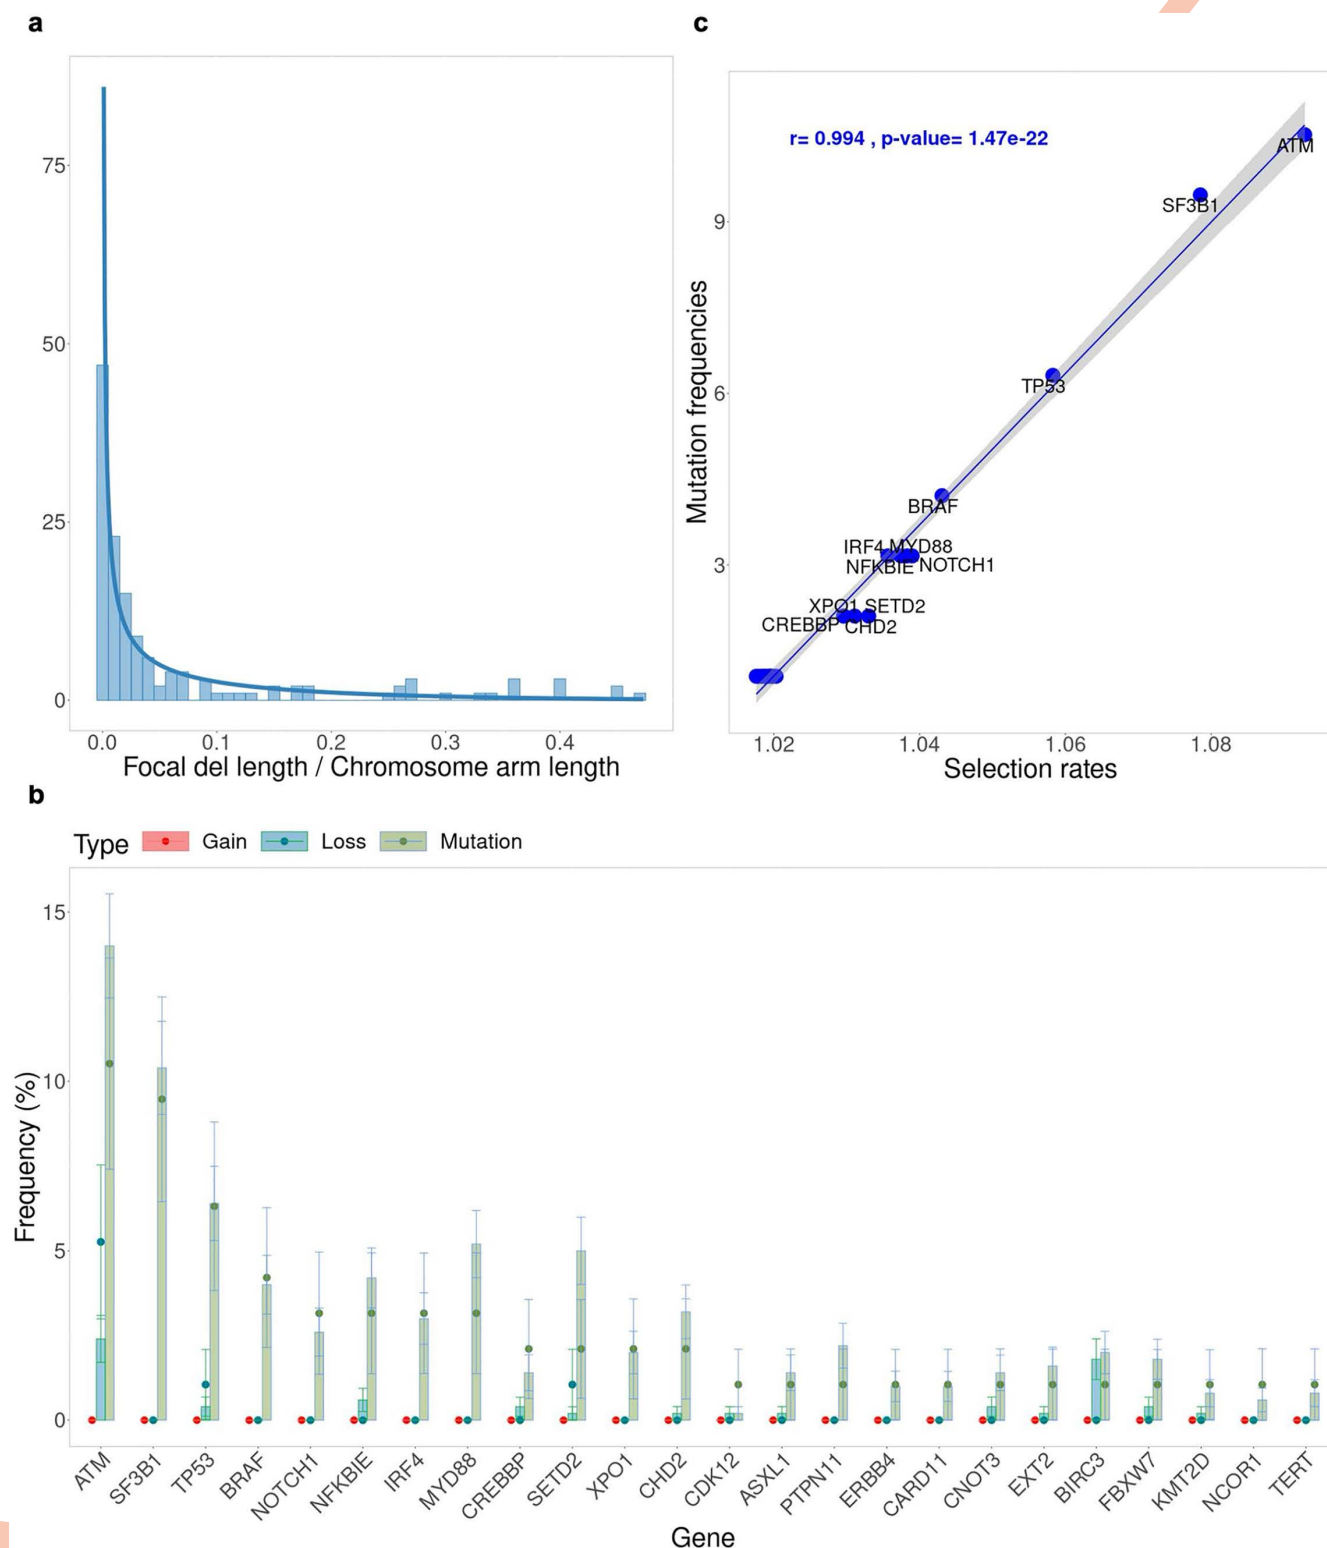 a
75
50
25
0
0.0 0.1 0.2 0.3 0.4
Focal del length / Chromosome arm length
c
r= 0.994 , p-value= 1.47e-22
ATM
SF3B1
9
TP53
6
BRAF
IRF4 MYD88
NFKBIE NOTCH1
3
XPO1 SETD2
CREBBP CHD2
1.02 1.04 1.06 1.08
Selection rates
Mutation frequencies
b
Type Gain Loss Mutation
15
10
5
0
Frequency (%)
ATM SF3B1 TP53 BRAF NOTCH1 NFKBIE IRF4 MYD88 CREBBP SETD2 XPO1 CHD2 CDK12 ASXL1 PTPN11 ERBB4 CARD11 CNOT3 EXT2 BIRC3 FBXW7 KMT2D NCOR1 TERT
Gene